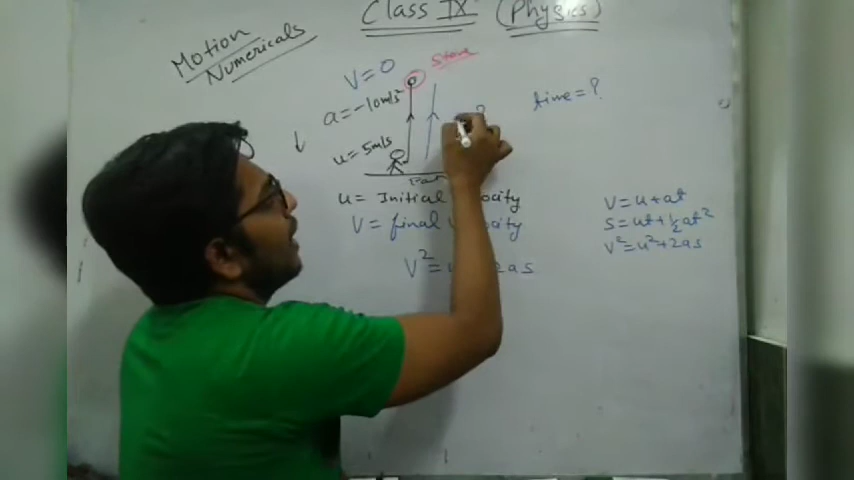 Class IX (Physics)
Motion
Numericals
Stone
V=0
a=-10m/s²
time=?
?
u=5m/s
u= Initial
V= final
V=u+at
S=ut+½at²
V²=u²+2as
V²= 2as